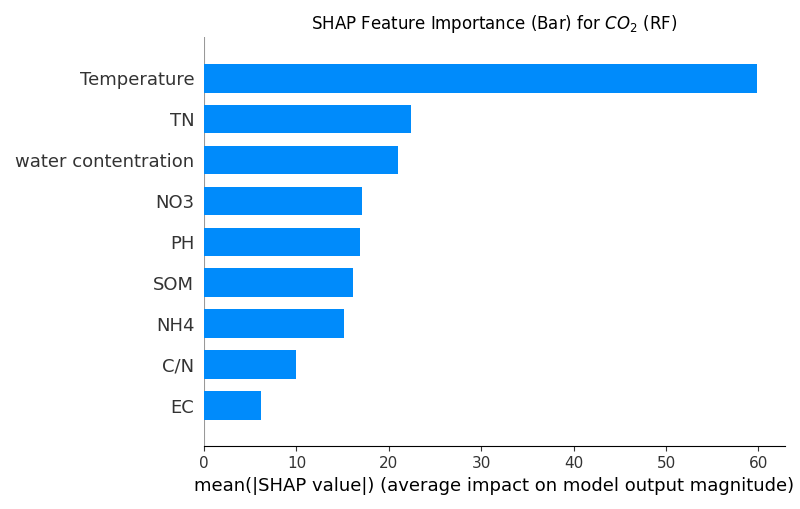 SHAP Feature Importance (Bar) for CO₂ (RF)
Temperature
TN
water contentration
NO3
PH
SOM
NH4
C/N
EC
0 10 20 30 40 50 60
mean(|SHAP value|) (average impact on model output magnitude)